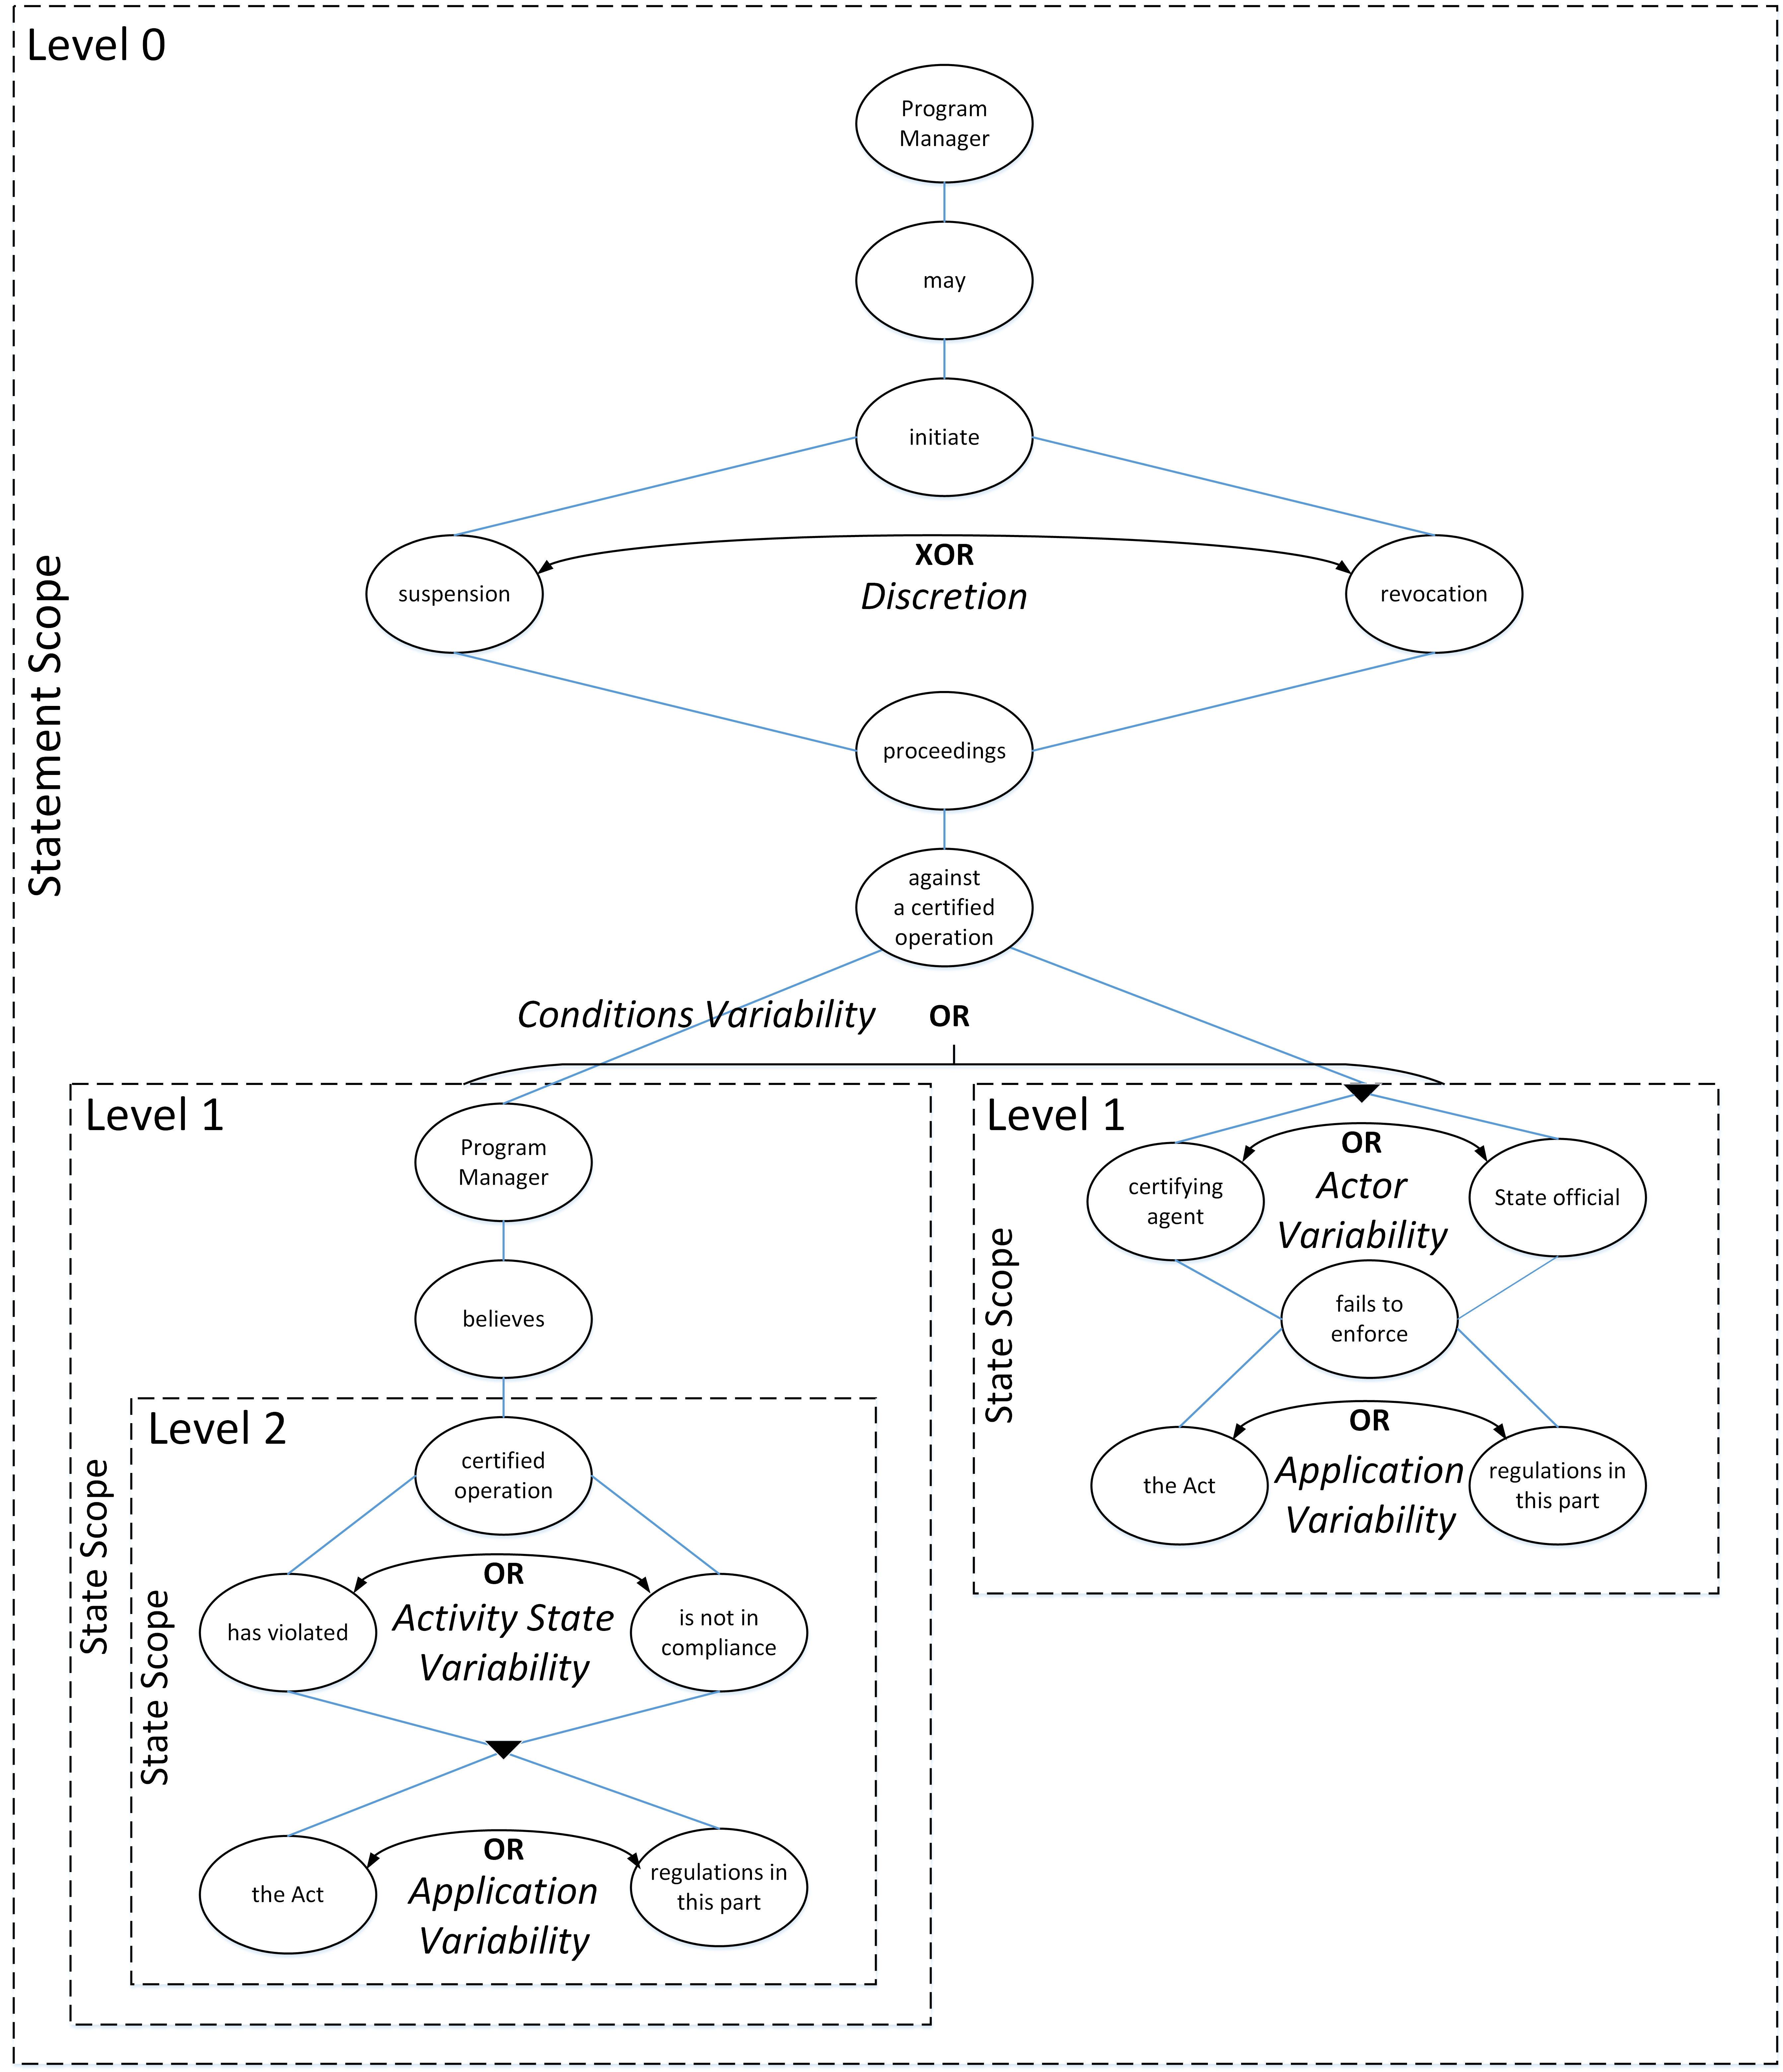 Level 0
Program
Manager
may
initiate
XOR
Discretion
suspension
revocation
Statement Scope
proceedings
against
a certified
operation
Conditions Variability
OR
Level 1
Program
Manager
believes
State Scope
Level 2
certified
operation
OR
Activity State
Variability
has violated
is not in
compliance
State Scope
the Act
OR
Application
Variability
regulations in
this part
Level 1
OR
Actor
Variability
certifying
agent
State official
State Scope
fails to
enforce
OR
Application
Variability
the Act
regulations in
this part